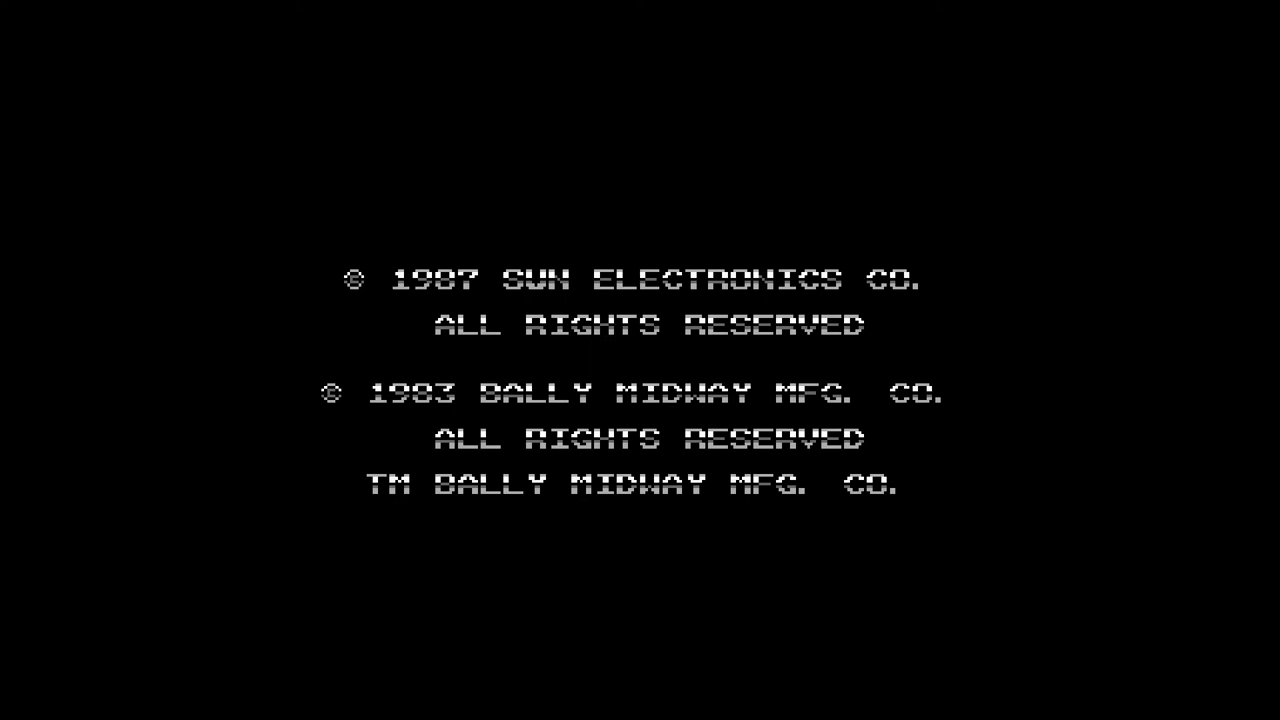 © 1987 SUN ELECTRONICS CO.
ALL RIGHTS RESERVED
© 1983 BALLY MIDWAY MFG. CO.
ALL RIGHTS RESERVED
TM BALLY MIDWAY MFG. CO.